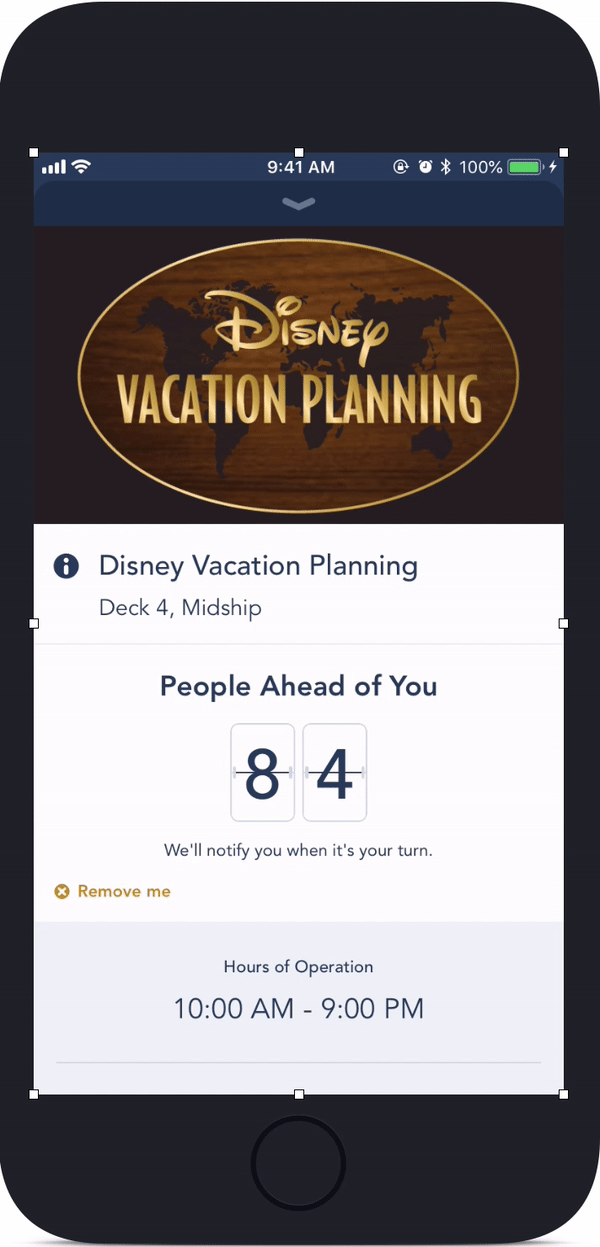 9:41 AM
100%
Disney
VACATION PLANNING
Disney Vacation Planning
Deck 4, Midship
People Ahead of You
8 4
We'll notify you when it's your turn.
Remove me
Hours of Operation
10:00 AM - 9:00 PM